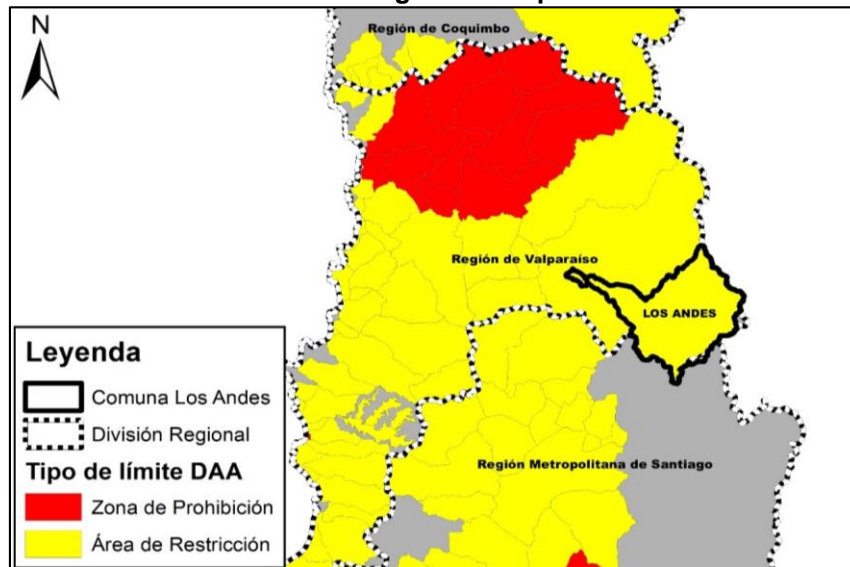 N
Región de Coquimbo
Región de Valparaíso
LOS ANDES
Región Metropolitana de Santiago
Leyenda
Comuna Los Andes
División Regional
Tipo de límite DAA
Zona de Prohibición
Área de Restricción